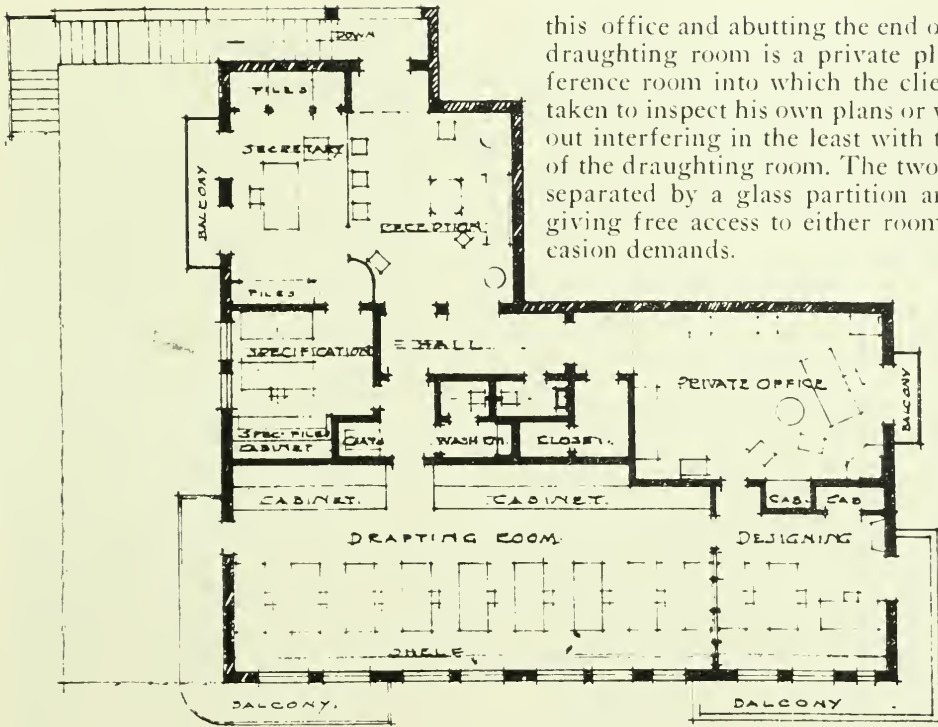 this office and abutting the end o
draughting room is a private pl
ference room into which the clie
taken to inspect his own plans or v
out interfering in the least with t
of the draughting room. The two
separated by a glass partition an
giving free access to either room
casion demands.
DOWN
FILES
SECRETARY
BALCONY
RECEPTION
FILES
HALL
SPECIFICATION
PRIVATE OFFICE
BALCONY
SPEC FILES
CABINET
COATS
WASH RM.
CLOSET
CABINET.
CABINET.
CAB.
CAB
DRAFTING ROOM
DESIGNING
SHELF
BALCONY.
BALCONY